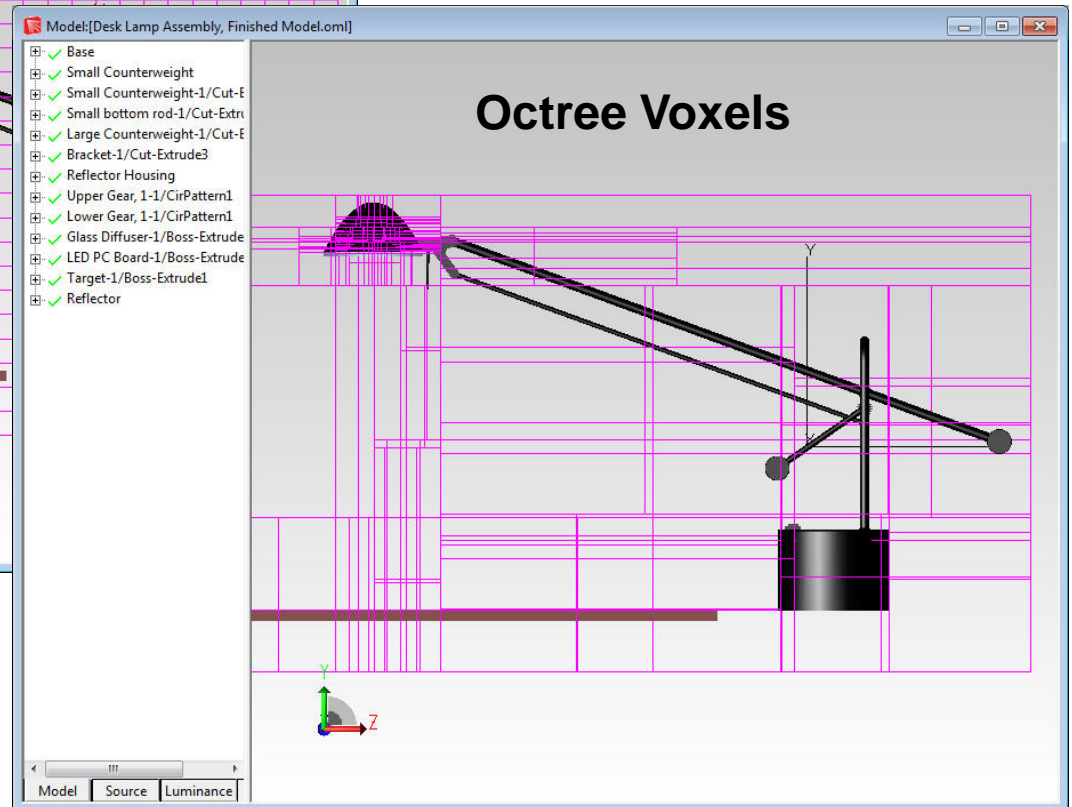 Model:[Desk Lamp Assembly, Finished Model.oml]
Base
Small Counterweight
Small Counterweight-1/Cut-E
Small bottom rod-1/Cut-Extru
Large Counterweight-1/Cut-E
Bracket-1/Cut-Extrude3
Reflector Housing
Upper Gear, 1-1/CirPattern1
Lower Gear, 1-1/CirPattern1
Glass Diffuser-1/Boss-Extrude
LED PC Board-1/Boss-Extrude
Target-1/Boss-Extrude1
Reflector
Octree Voxels
Y
Y
Z
Model Source Luminance